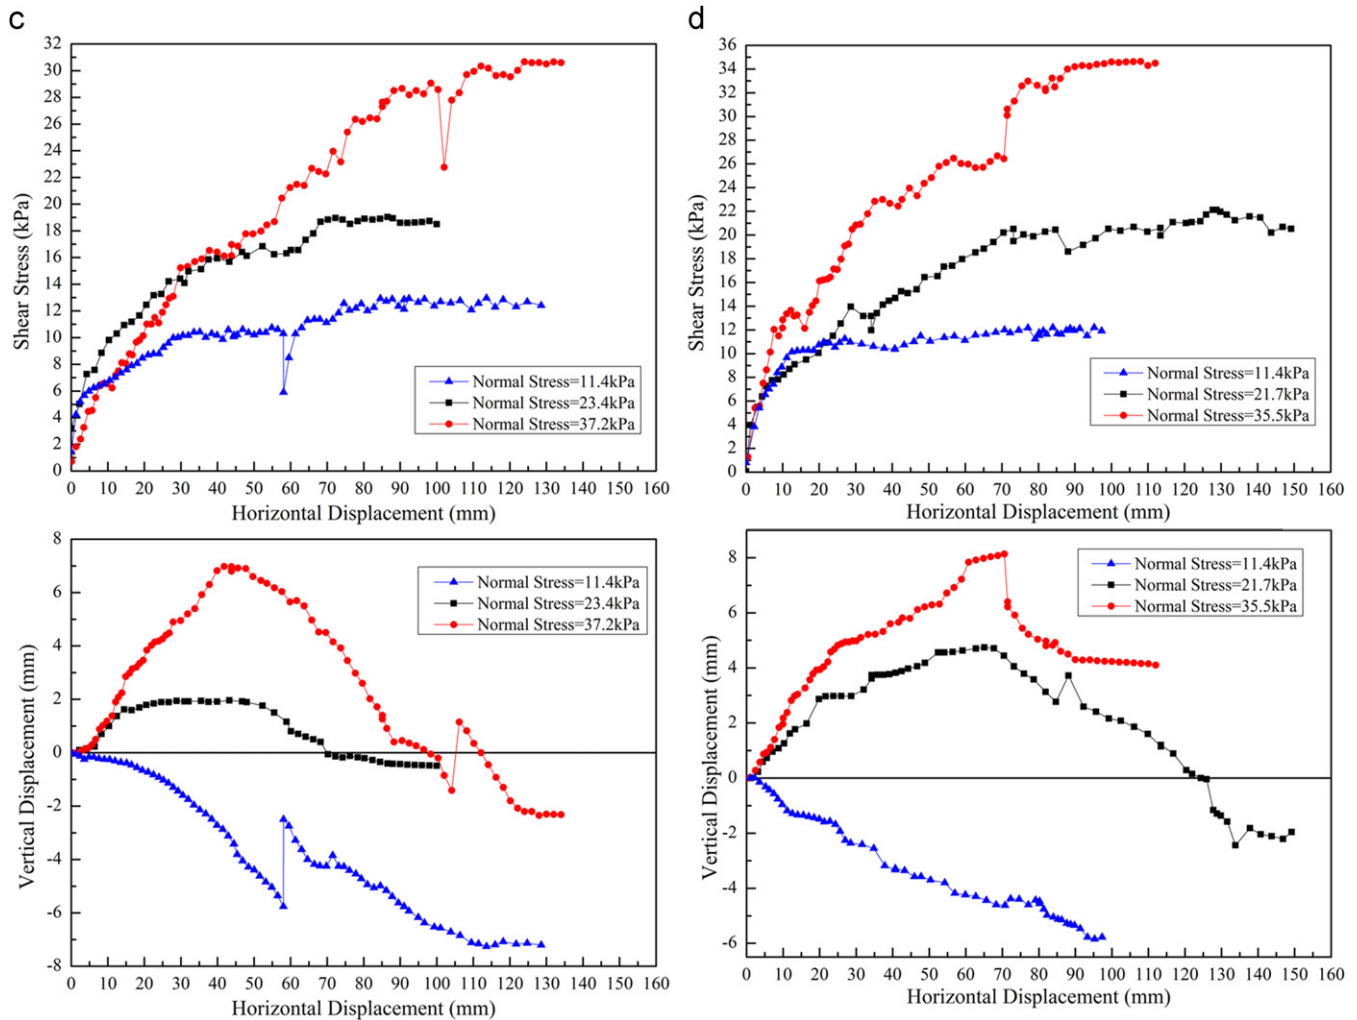 c
32
30
28
26
24
22
20
18
16
14
12
10
8
6
4
2
0
Shear Stress (kPa)
Normal Stress=11.4kPa
Normal Stress=23.4kPa
Normal Stress=37.2kPa
0 10 20 30 40 50 60 70 80 90 100 110 120 130 140 150 160
Horizontal Displacement (mm)
d
36
34
32
30
28
26
24
22
20
18
16
14
12
10
8
6
4
2
0
Shear Stress (kPa)
Normal Stress=11.4kPa
Normal Stress=21.7kPa
Normal Stress=35.5kPa
0 10 20 30 40 50 60 70 80 90 100 110 120 130 140 150 160
Horizontal Displacement (mm)
8
6
4
2
0
-2
-4
-6
-8
Vertical Displacement (mm)
Normal Stress=11.4kPa
Normal Stress=23.4kPa
Normal Stress=37.2kPa
0 10 20 30 40 50 60 70 80 90 100 110 120 130 140 150 160
Horizontal Displacement (mm)
8
6
4
2
0
-2
-4
-6
Vertical Displacement (mm)
Normal Stress=11.4kPa
Normal Stress=21.7kPa
Normal Stress=35.5kPa
0 10 20 30 40 50 60 70 80 90 100 110 120 130 140 150 160
Horizontal Displacement (mm)